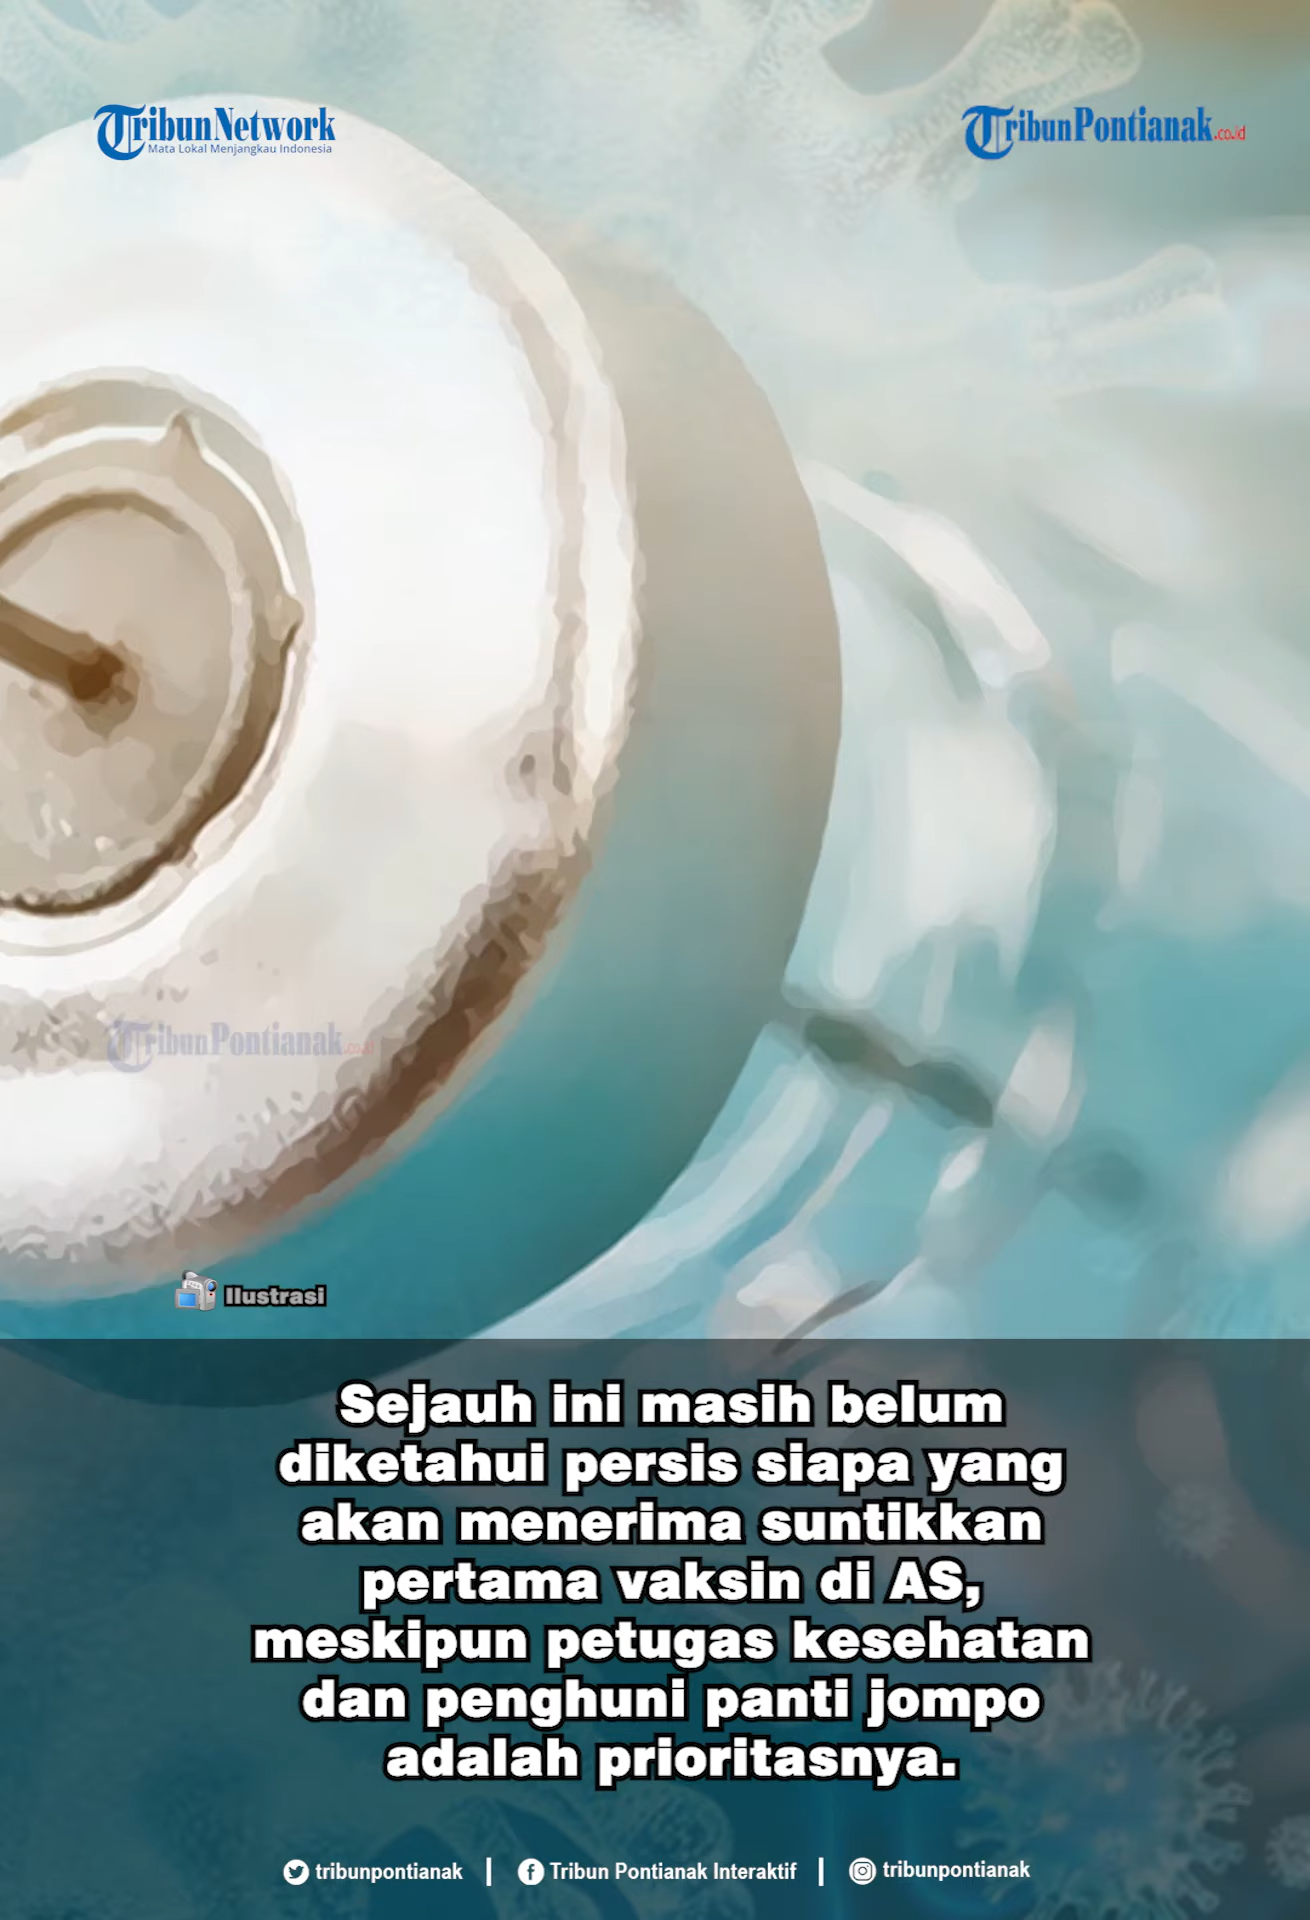 TribunNetwork
Mata Lokal Menjangkau Indonesia
TribunPontianak.co.id
TribunPontianak.co.id
Ilustrasi
Sejauh ini masih belum
diketahui persis siapa yang
akan menerima suntikkan
pertama vaksin di AS,
meskipun petugas kesehatan
dan penghuni panti jompo
adalah prioritasnya.
tribunpontianak | Tribun Pontianak Interaktif | tribunpontianak